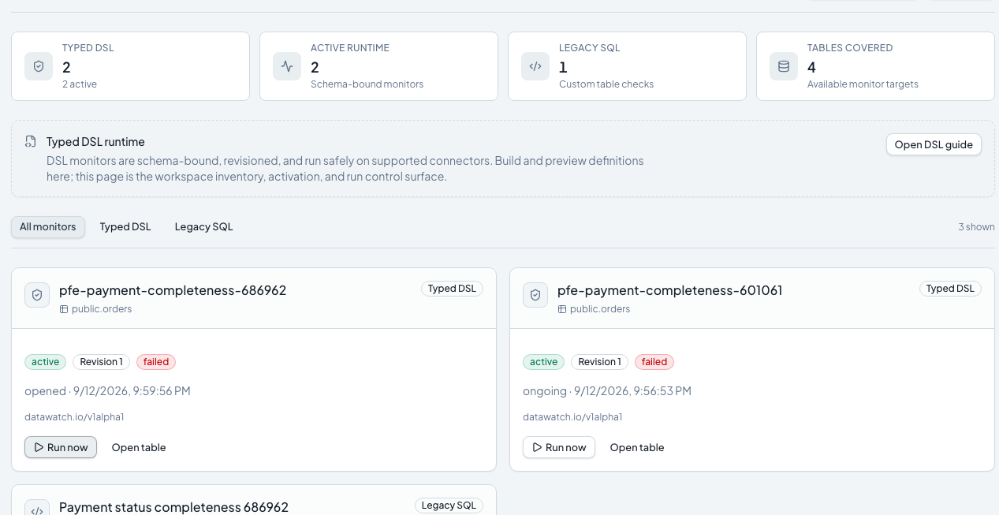 TYPED DSL
2
2 active
ACTIVE RUNTIME
2
Schema-bound monitors
LEGACY SQL
1
Custom table checks
TABLES COVERED
4
Available monitor targets
Typed DSL runtime
DSL monitors are schema-bound, revisioned, and run safely on supported connectors. Build and preview definitions
here; this page is the workspace inventory, activation, and run control surface.
Open DSL guide
All monitors
Typed DSL
Legacy SQL
3 shown
pfe-payment-completeness-686962
Typed DSL
public.orders
active
Revision 1
failed
opened · 9/12/2026, 9:59:56 PM
datawatch.io/v1alpha1
Run now
Open table
pfe-payment-completeness-601061
Typed DSL
public.orders
active
Revision 1
failed
ongoing · 9/12/2026, 9:56:53 PM
datawatch.io/v1alpha1
Run now
Open table
Payment status completeness 686962
Legacy SQL